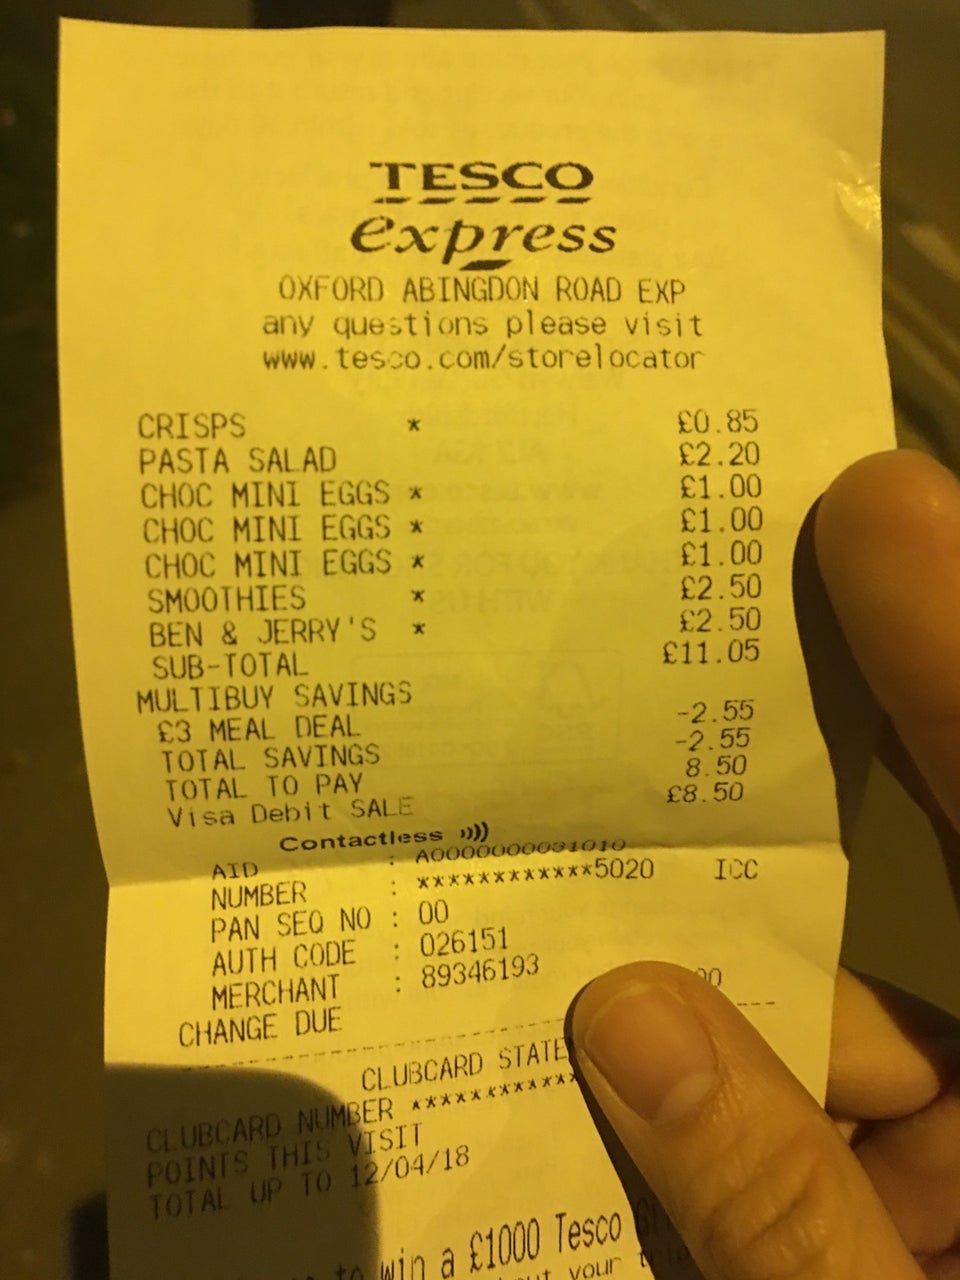 TESCO
express
OXFORD ABINGDON ROAD EXP
any questions please visit
www.tesco.com/storelocator
CRISPS * £0.85
PASTA SALAD £2.20
CHOC MINI EGGS * £1.00
CHOC MINI EGGS * £1.00
CHOC MINI EGGS * £1.00
SMOOTHIES * £2.50
BEN & JERRY'S * £2.50
SUB-TOTAL £11.05
MULTIBUY SAVINGS
£3 MEAL DEAL -2.55
TOTAL SAVINGS -2.55
TOTAL TO PAY 8.50
Visa Debit SALE £8.50
Contactless
AID : A0000000031010
NUMBER : ************5020 ICC
PAN SEQ NO : 00
AUTH CODE : 026151
MERCHANT : 89346193
CHANGE DUE
CLUBCARD
CLUBCARD NUMBER ************
POINTS THIS VISIT
TOTAL UP TO 12/04/18
to win a £1000 Tesco
your